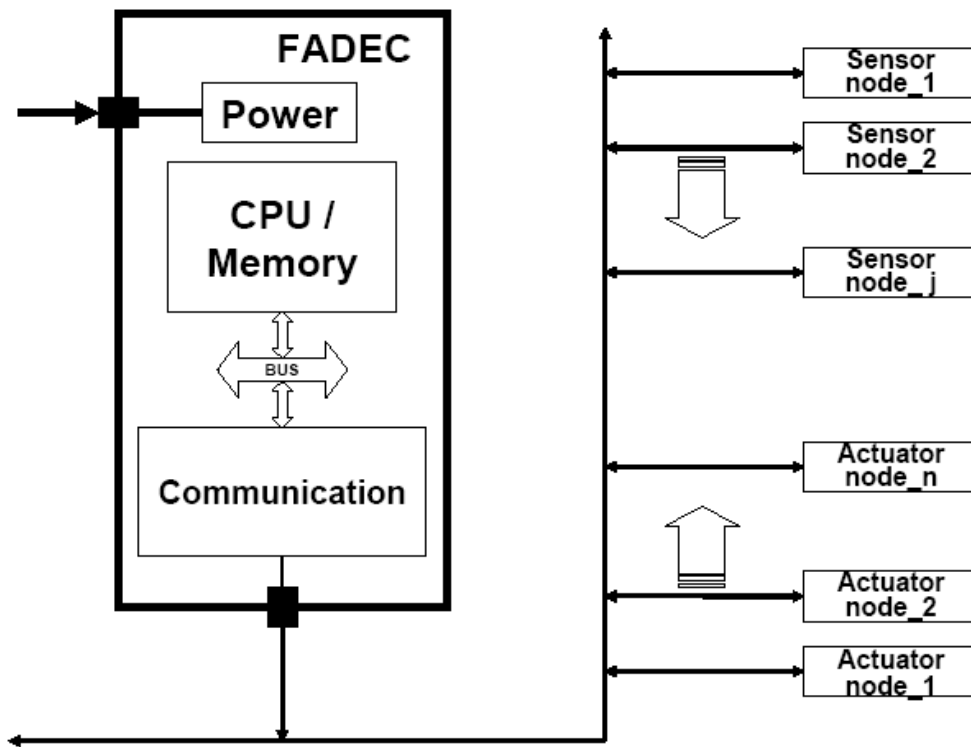 FADEC
Power
CPU /
Memory
BUS
Communication
Sensor
node_1
Sensor
node_2
Sensor
node_j
Actuator
node_n
Actuator
node_2
Actuator
node_1